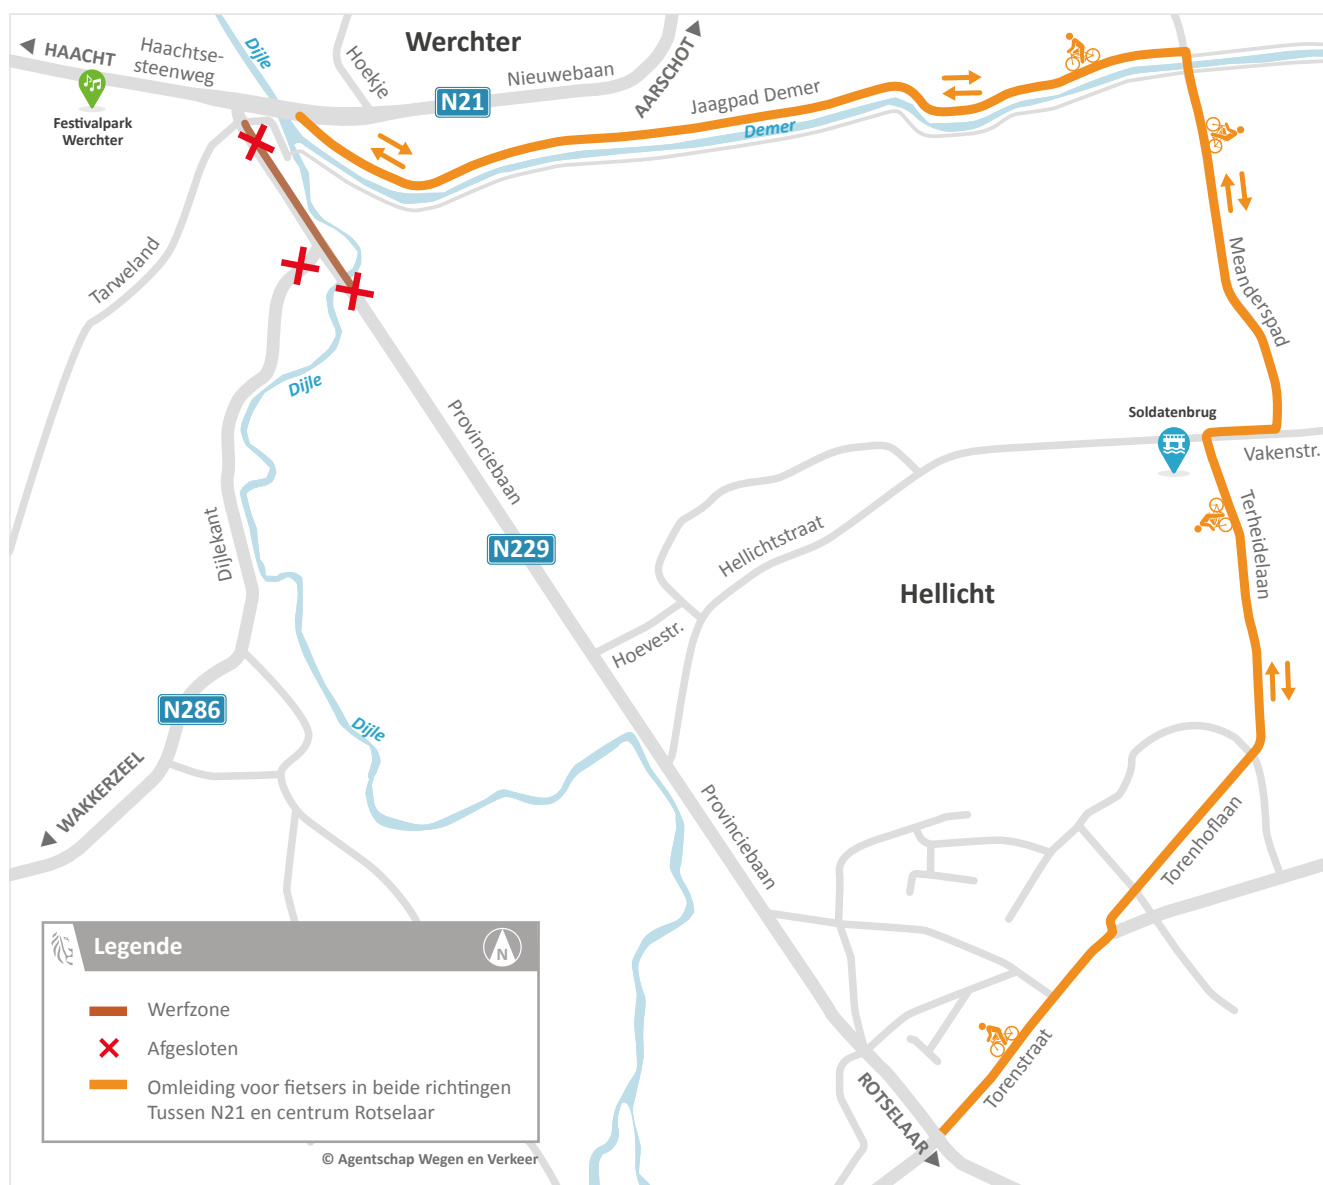 Werchter
HAACHT
Haachtse-
steenweg
Dijle
Hoekje
Nieuwebaan
AARSCHOT
N21
Festivalpark
Werchter
Jaagpad Demer
Demer
Tarweland
Meanderspad
Dijle
Provinciebaan
Soldatenbrug
Vakenstr.
Dijlekant
N229
Hellichtstraat
Terheidelaan
Hellicht
Hoevestr.
N286
Dijle
WAKKERZEEL
Provinciebaan
Torenhoflaan
Torenstraat
ROTSELAAR
Legende
N
Werfzone
Afgesloten
Omleiding voor fietsers in beide richtingen
Tussen N21 en centrum Rotselaar
© Agentschap Wegen en Verkeer